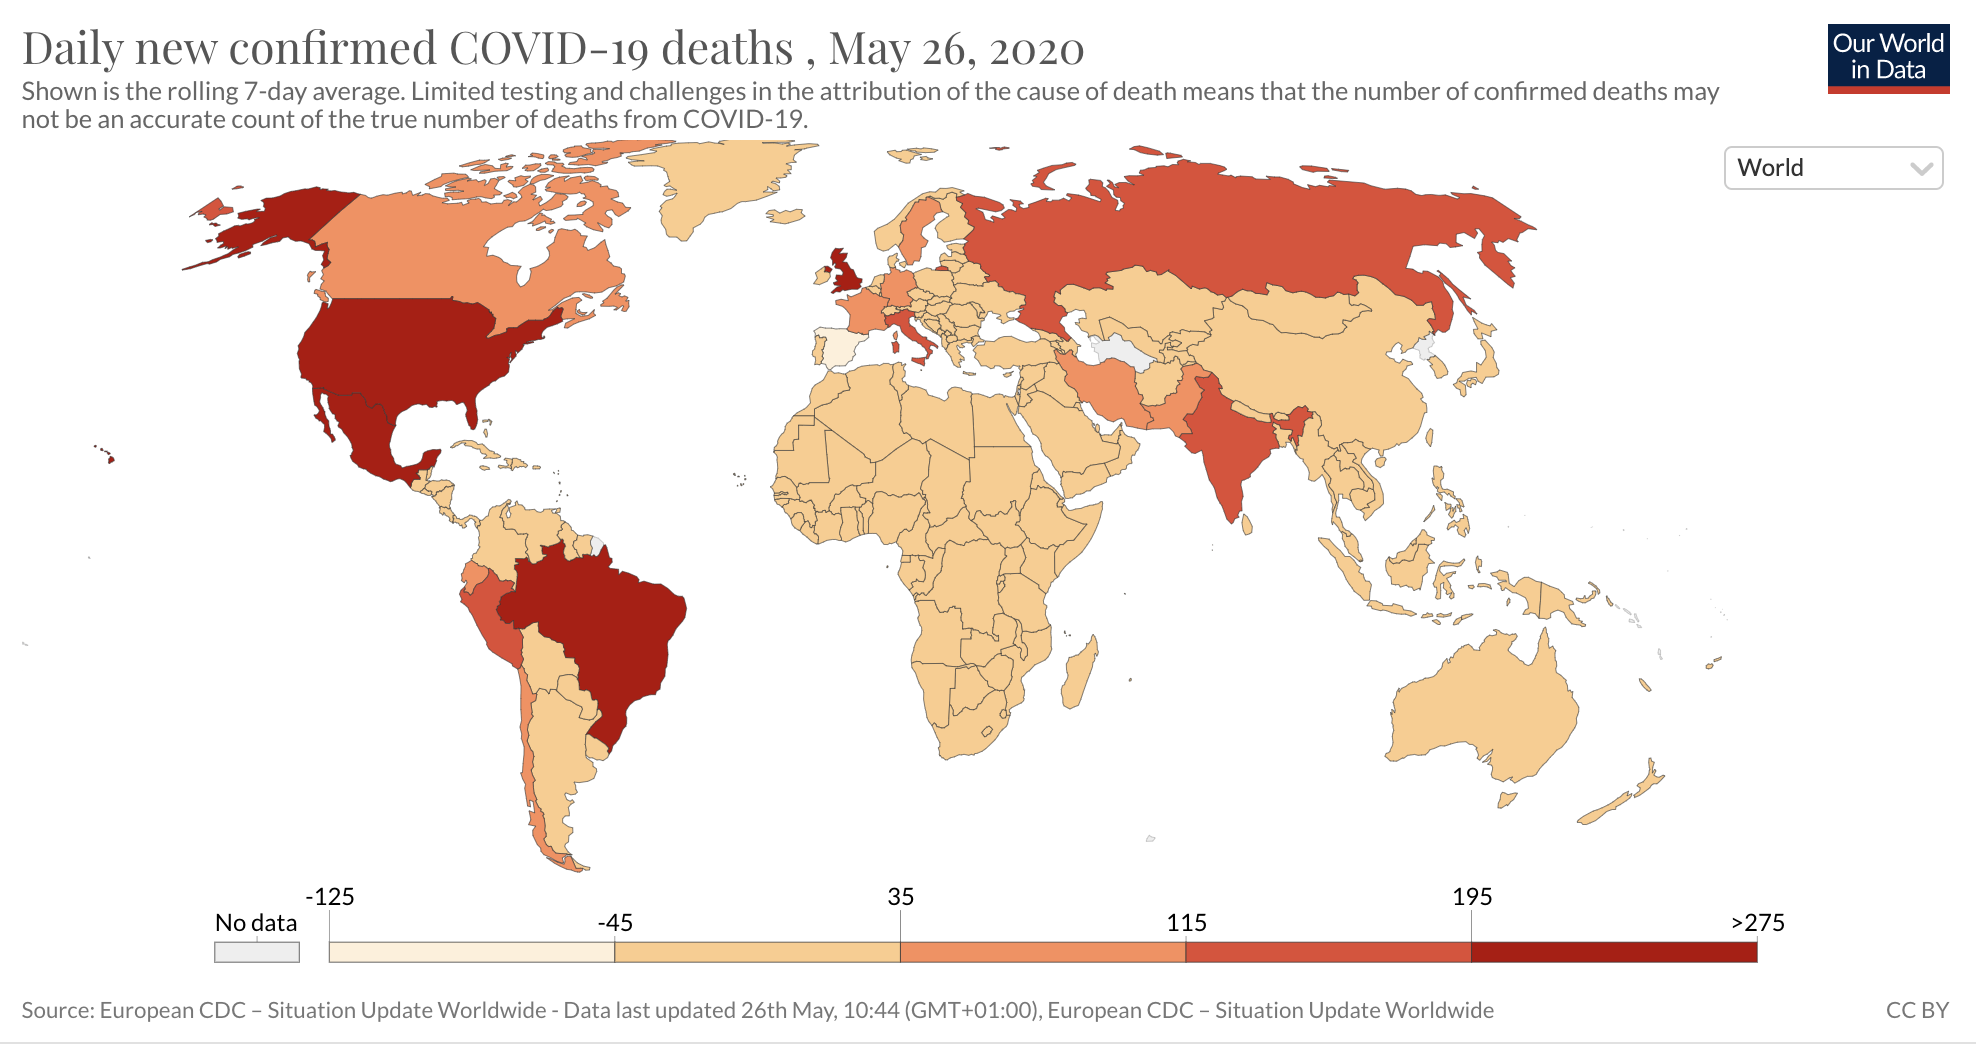 Daily new confirmed COVID-19 deaths , May 26, 2020
Our World
in Data
Shown is the rolling 7-day average. Limited testing and challenges in the attribution of the cause of death means that the number of confirmed deaths may
not be an accurate count of the true number of deaths from COVID-19.
World
-125
35
195
No data
-45
115
>275
Source: European CDC – Situation Update Worldwide - Data last updated 26th May, 10:44 (GMT+01:00), European CDC – Situation Update Worldwide
CC BY